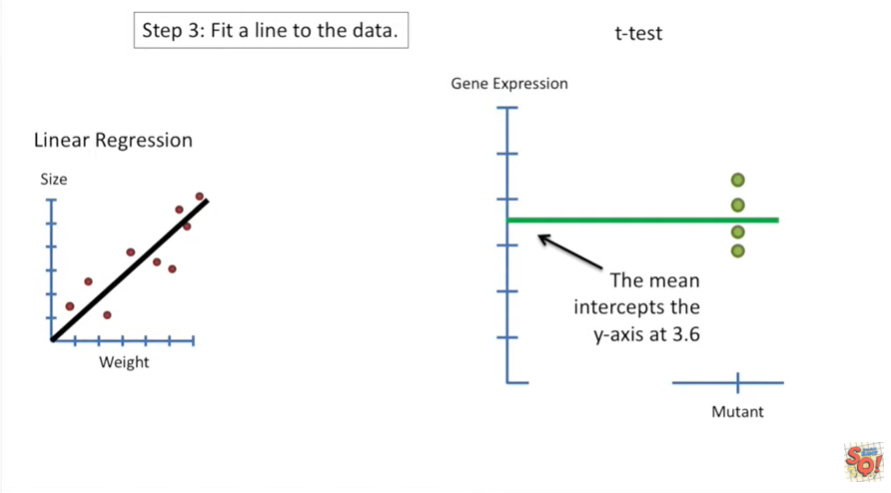 Step 3: Fit a line to the data.
t-test
Gene Expression
Linear Regression
Size
The mean
intercepts the
y-axis at 3.6
Weight
Mutant